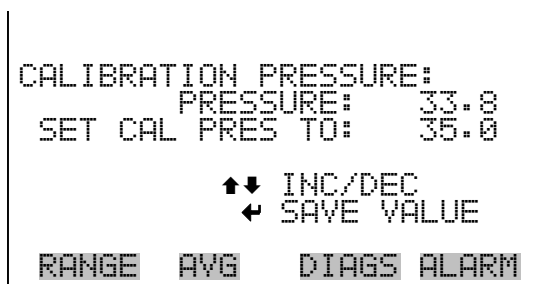 CALIBRATION PRESSURE:
PRESSURE: 33.8
SET CAL PRES TO: 35.0
⬆⬇ INC/DEC
↵ SAVE VALUE
RANGE AVG DIAGS ALARM